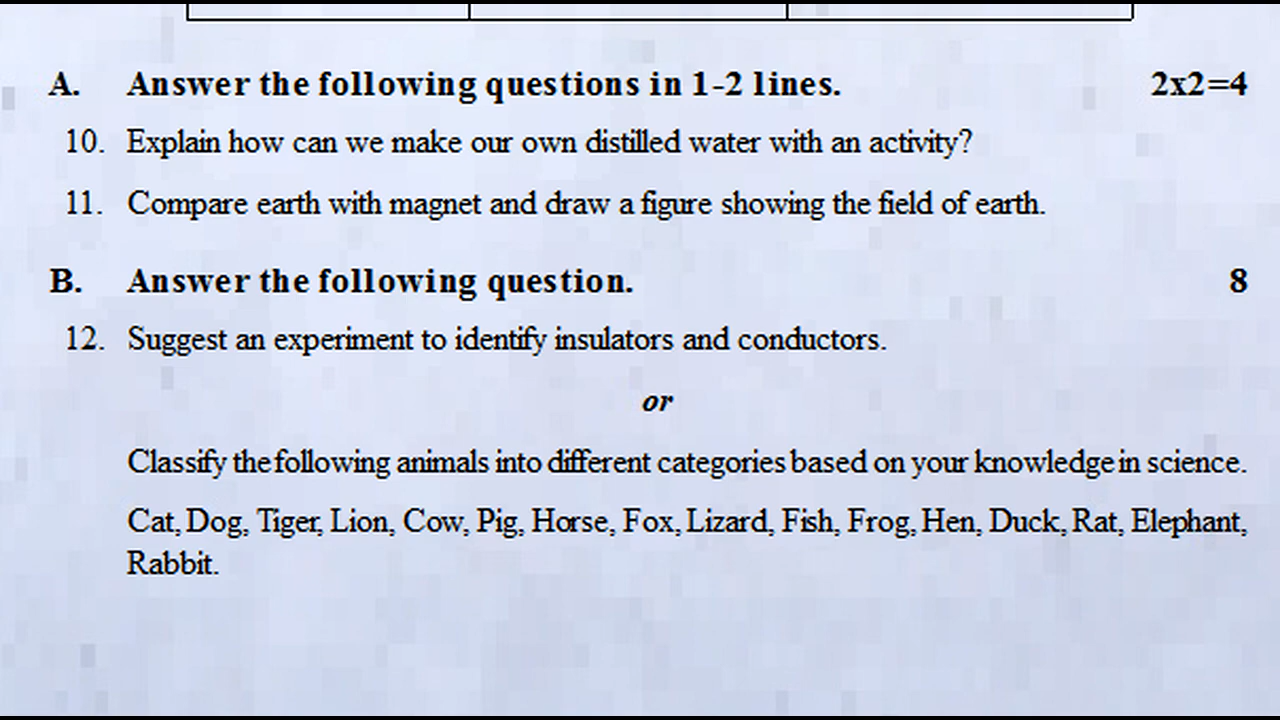 A. Answer the following questions in 1-2 lines. 2x2=4
10. Explain how can we make our own distilled water with an activity?
11. Compare earth with magnet and draw a figure showing the field of earth.
B. Answer the following question. 8
12. Suggest an experiment to identify insulators and conductors.
or
Classify the following animals into different categories based on your knowledge in science.
Cat, Dog, Tiger, Lion, Cow, Pig, Horse, Fox, Lizard, Fish, Frog, Hen, Duck, Rat, Elephant,
Rabbit.